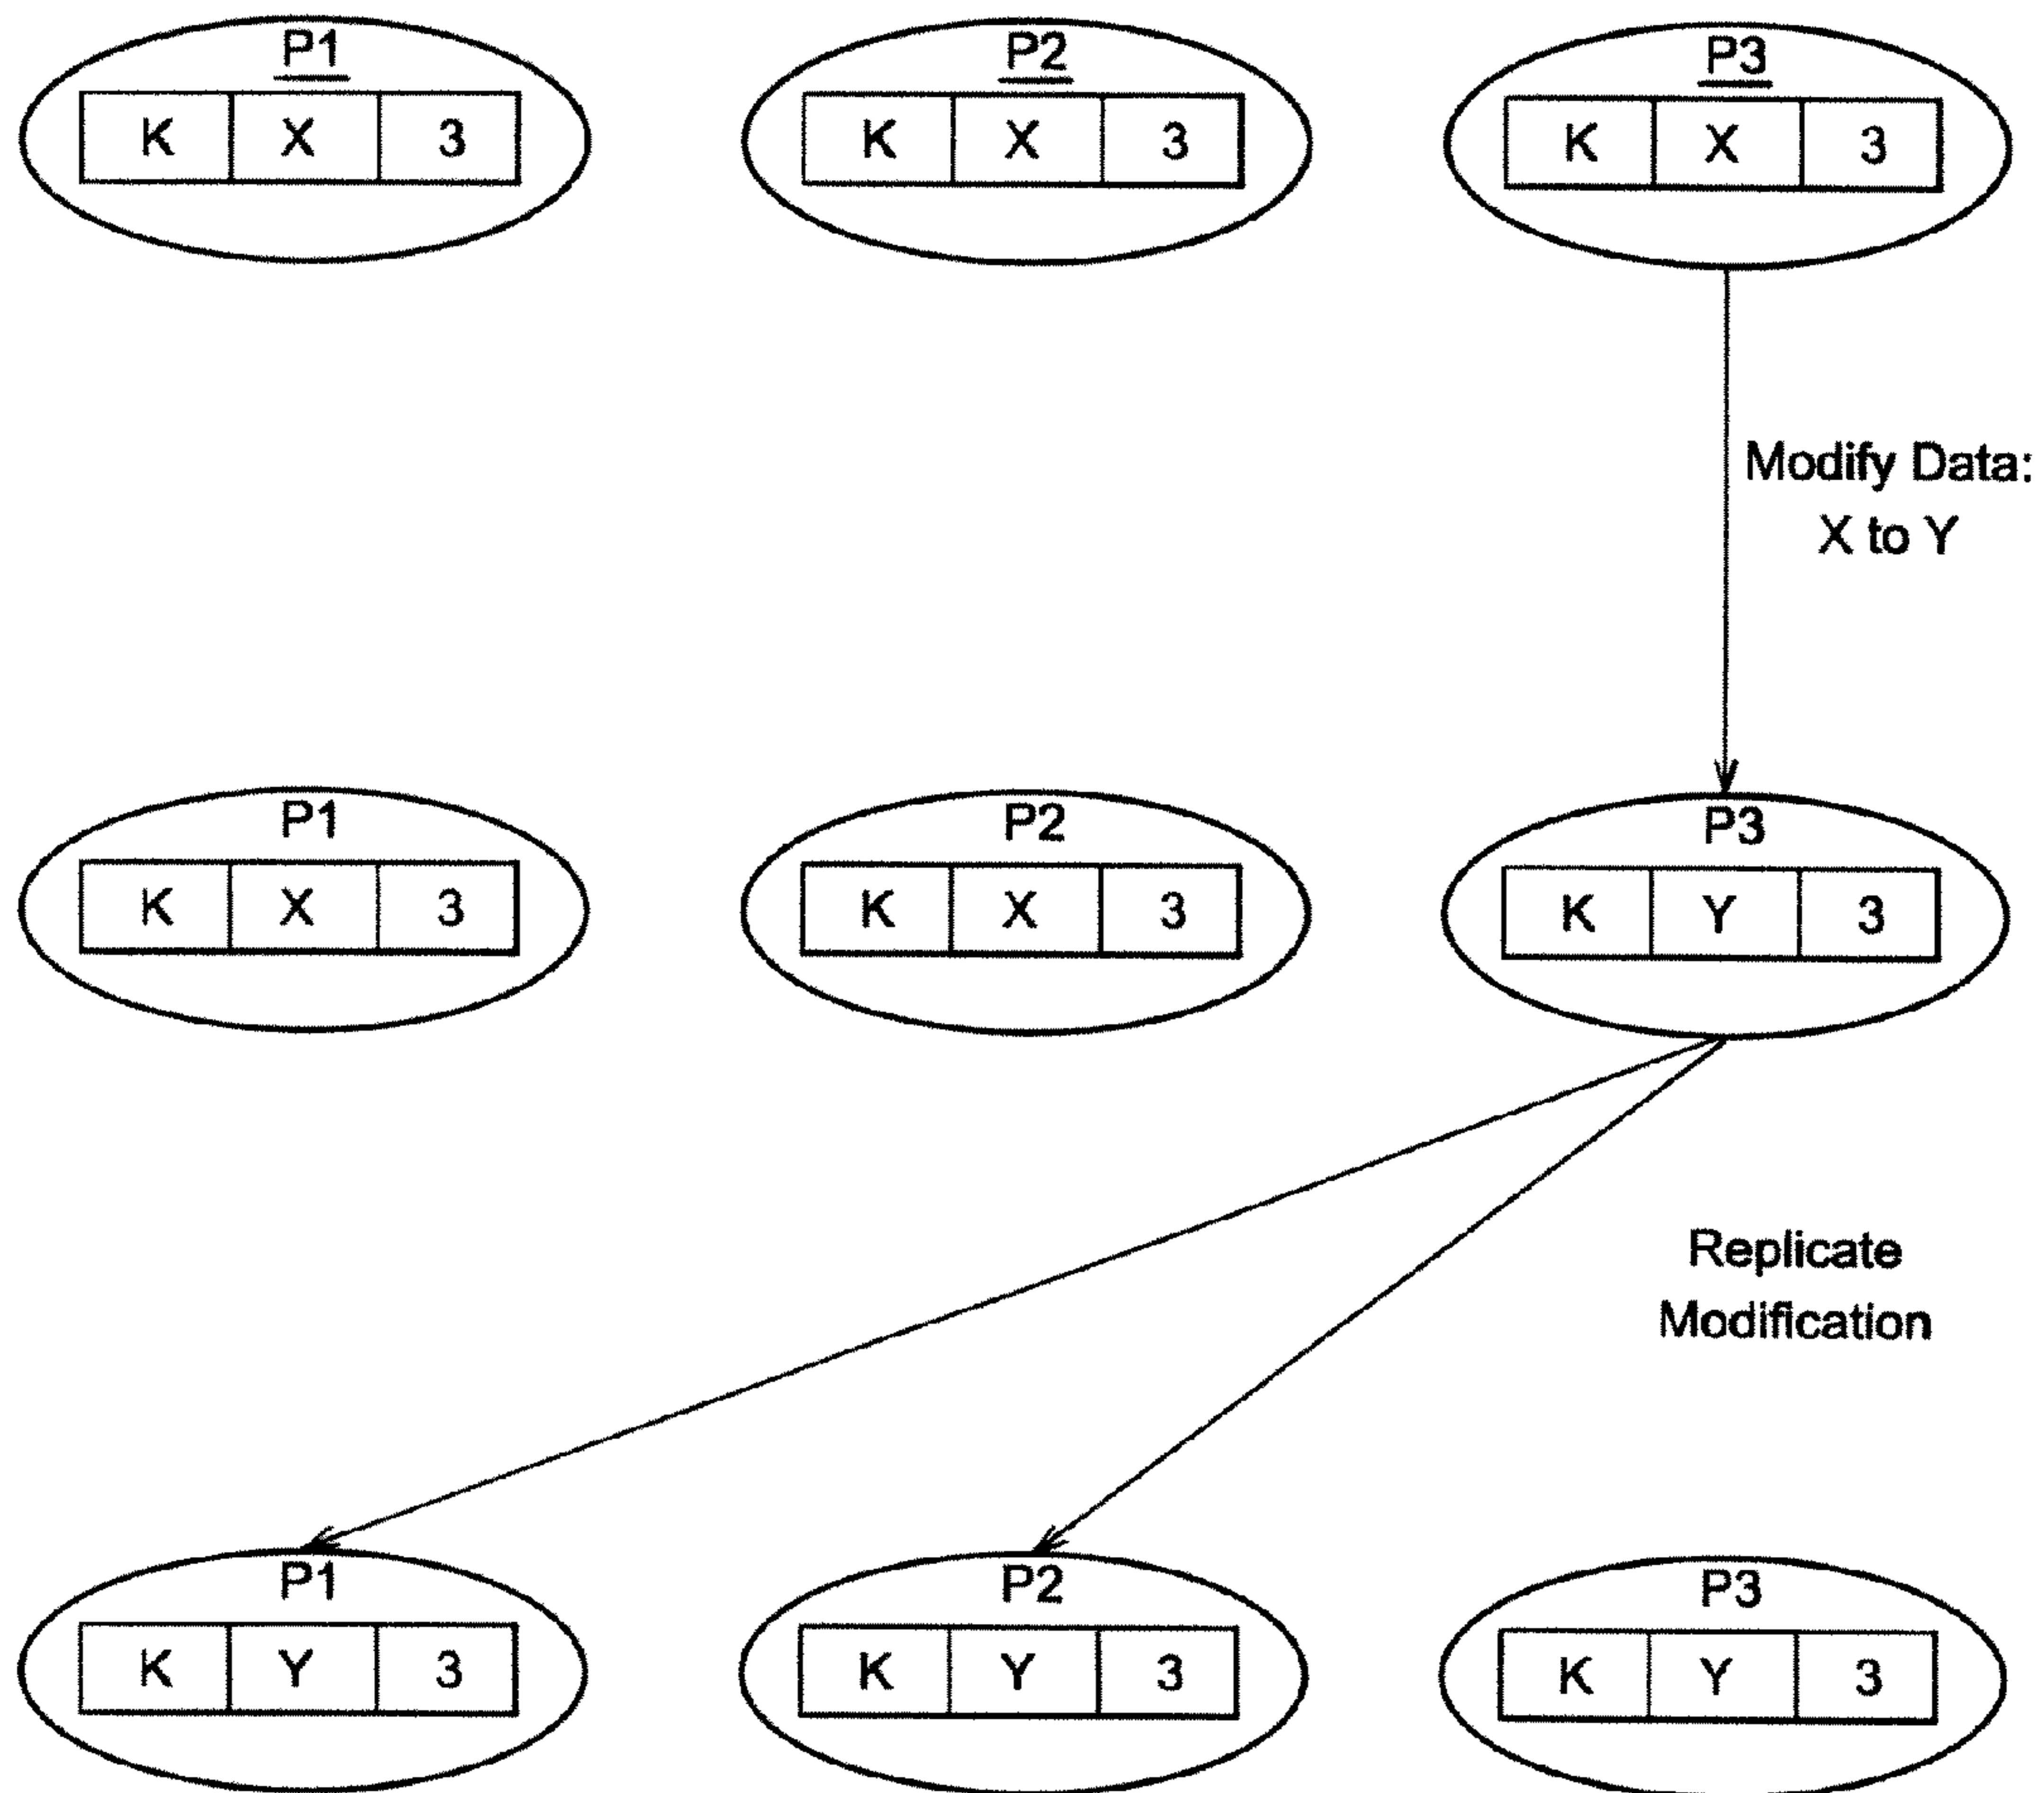 P1 P2 P3
K X 3 K X 3 K X 3
Modify Data:
X to Y
P1 P2 P3
K X 3 K X 3 K Y 3
Replicate
Modification
P1 P2 P3
K Y 3 K Y 3 K Y 3